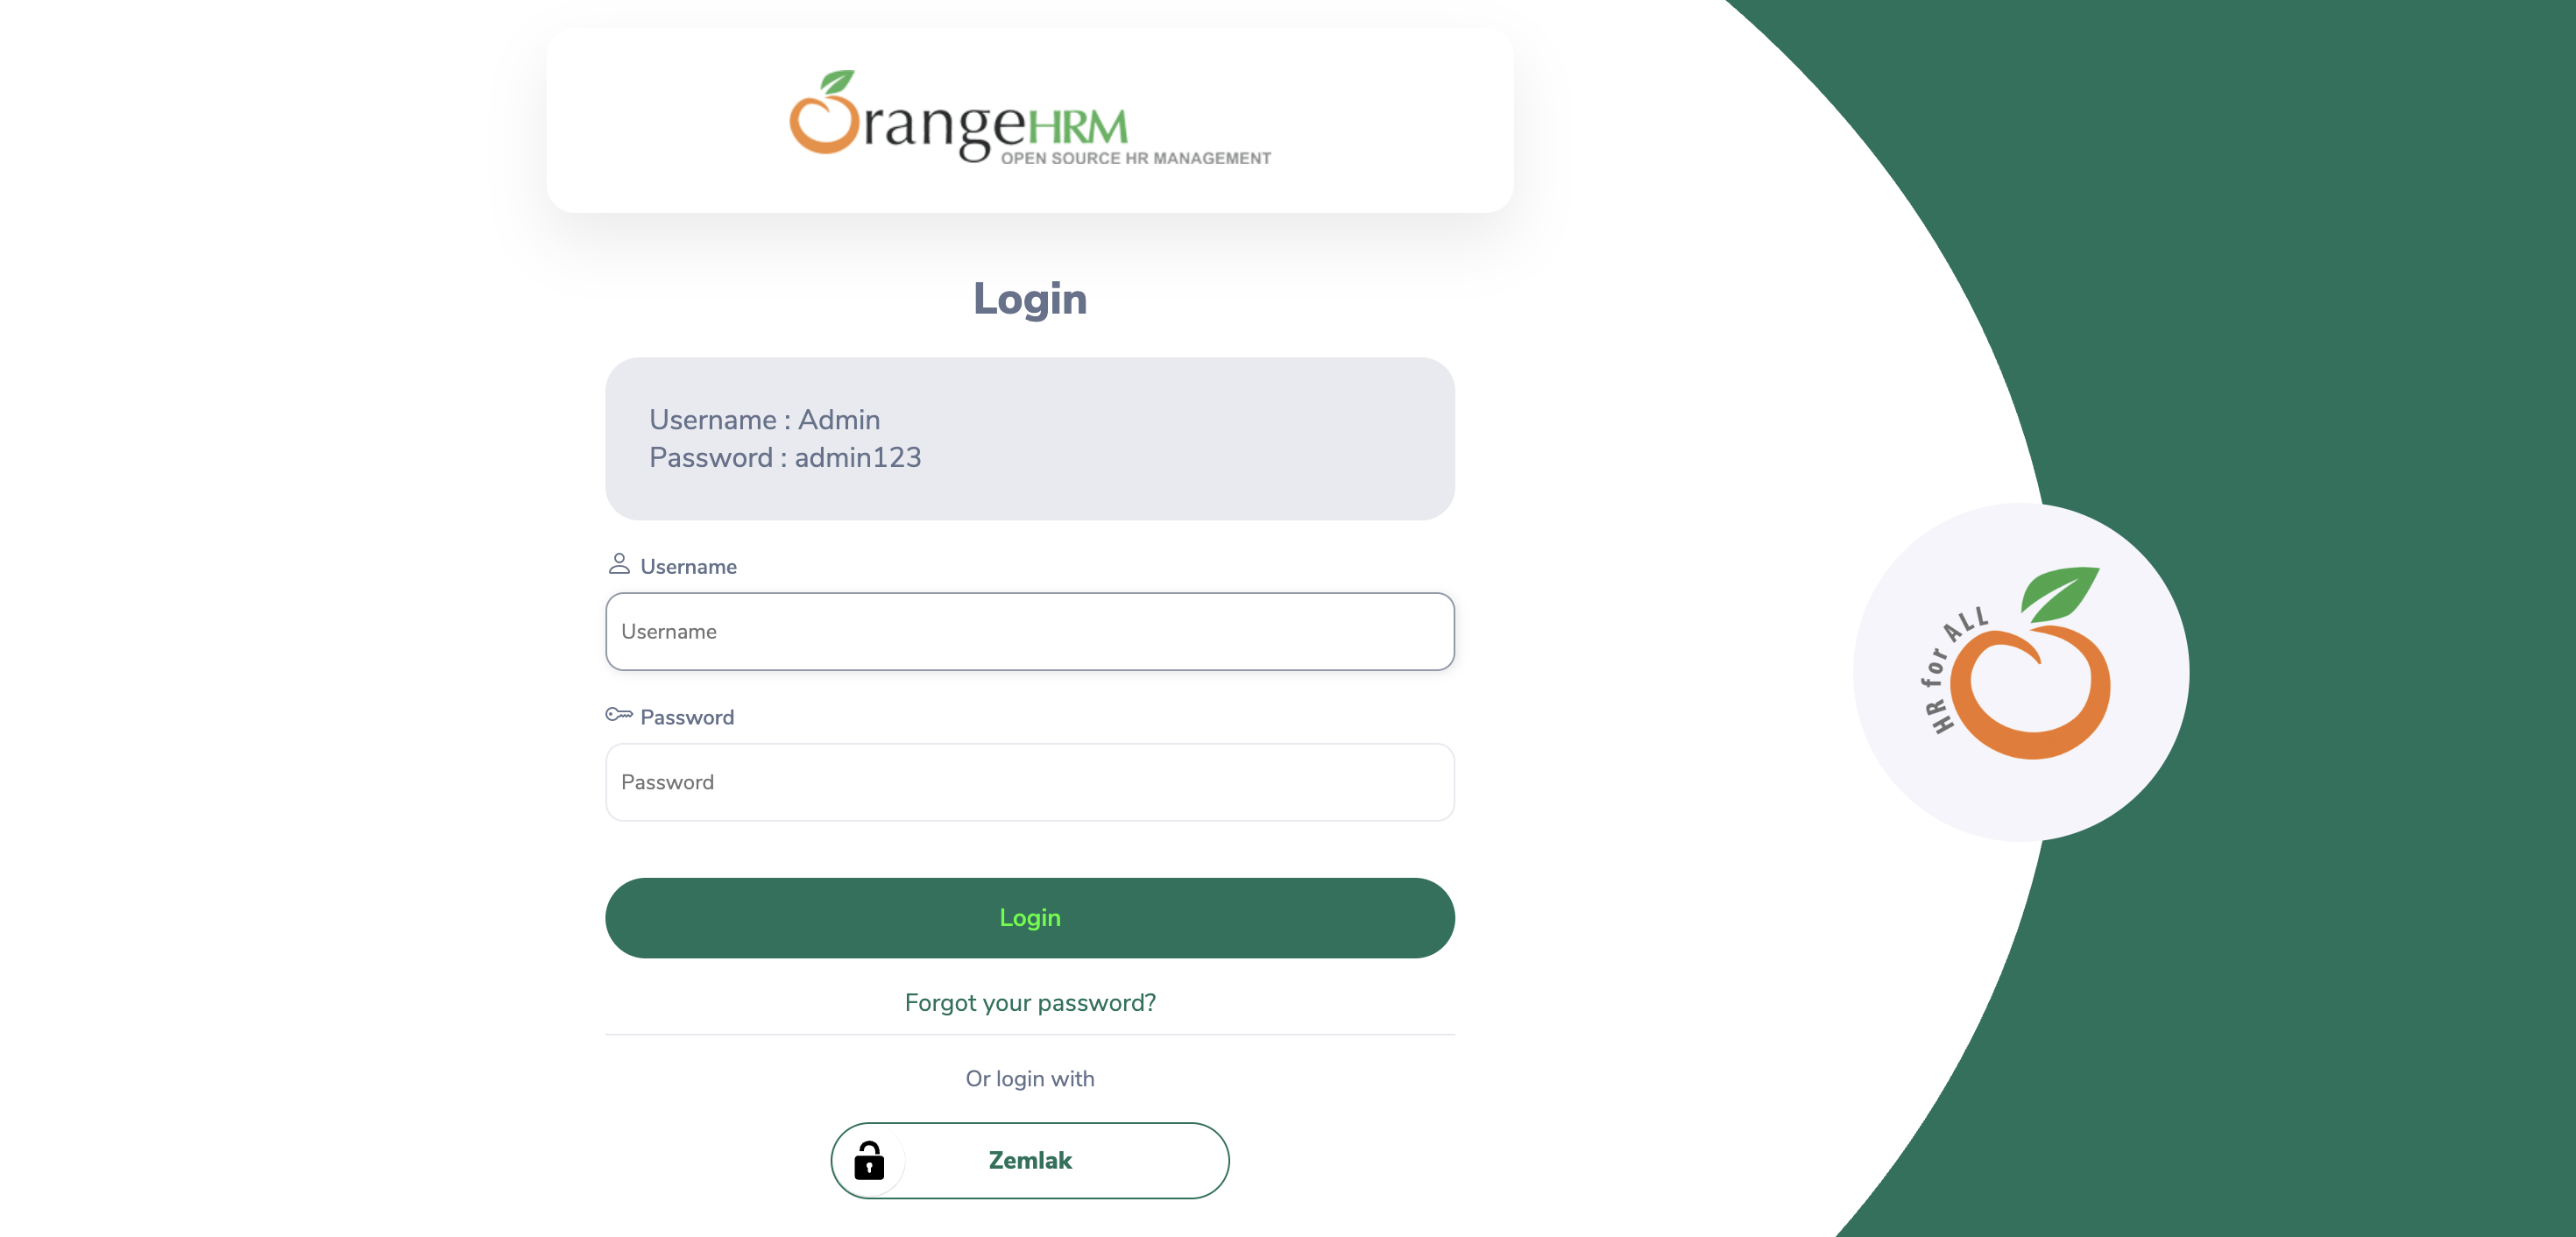 OrangeHRM
OPEN SOURCE HR MANAGEMENT
Login
Username : Admin
Password : admin123
Username
Username
Password
Password
Login
Forgot your password?
Or login with
Zemlak
HR for ALL